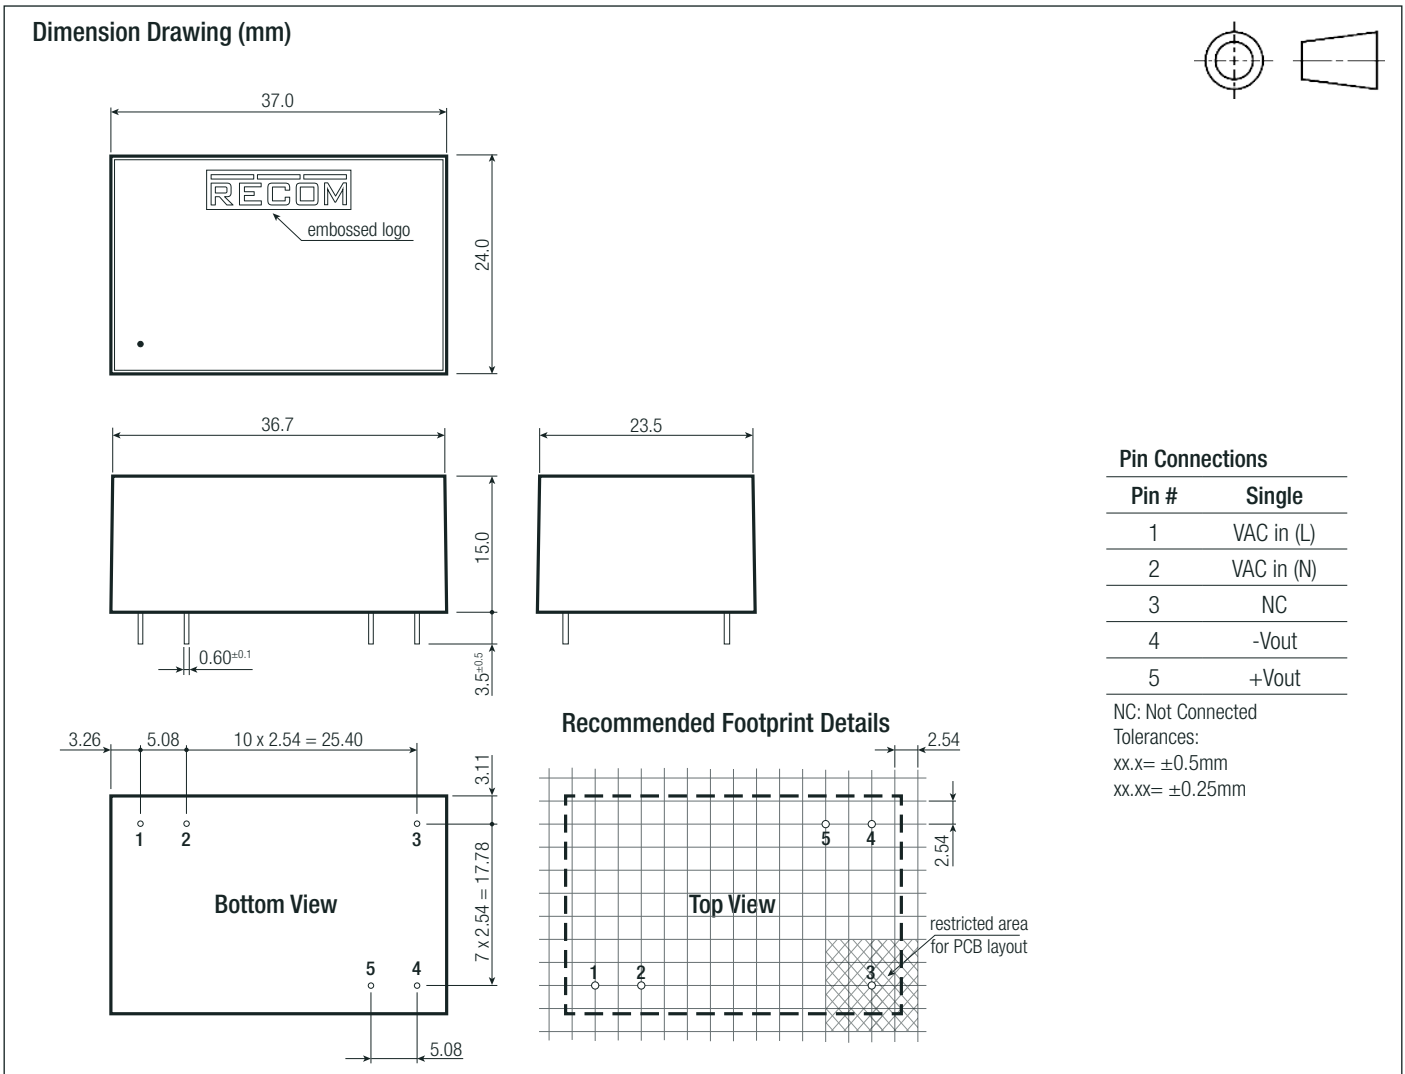 Dimension Drawing (mm)
37.0
RECOM
embossed logo
24.0
36.7
23.5
15.0
0.60±0.1
3.5±0.5
Pin Connections
Pin # Single
1 VAC in (L)
2 VAC in (N)
3 NC
4 -Vout
5 +Vout
NC: Not Connected
Tolerances:
xx.x= ±0.5mm
xx.xx= ±0.25mm
3.26 5.08 10 x 2.54 = 25.40
3.11
1 2 3
Bottom View
7 x 2.54 = 17.78
5 4
5.08
Recommended Footprint Details
2.54
5 4
2.54
Top View
restricted area
for PCB layout
1 2 3